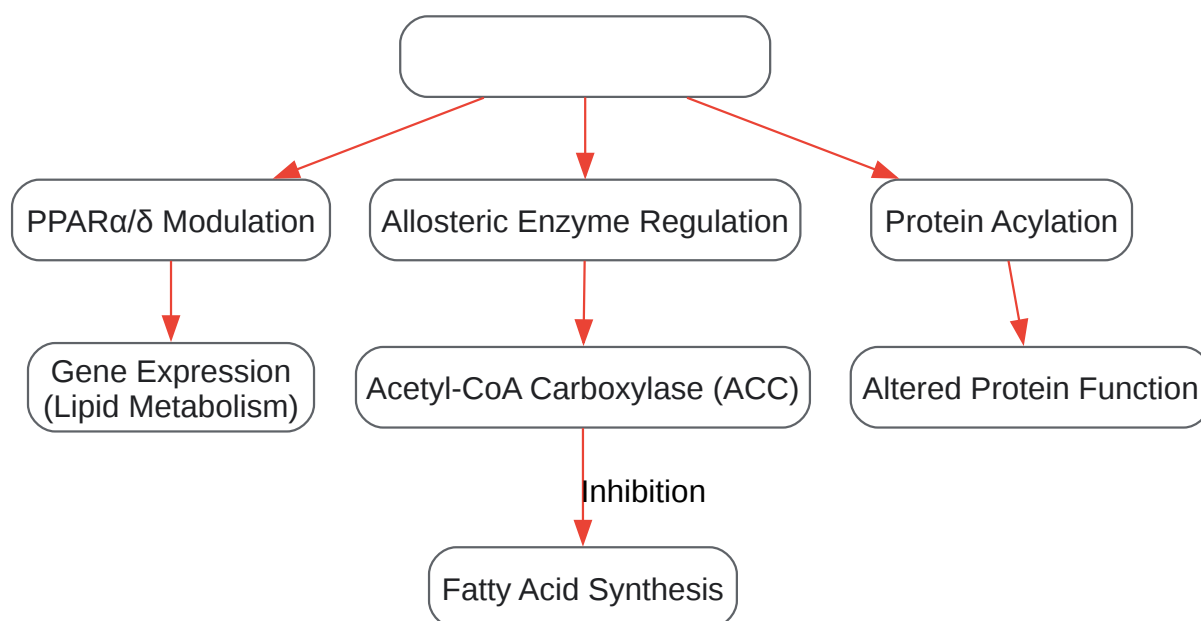 PPARα/δ Modulation
Allosteric Enzyme Regulation
Protein Acylation
Gene Expression
(Lipid Metabolism)
Acetyl-CoA Carboxylase (ACC)
Altered Protein Function
Inhibition
Fatty Acid Synthesis